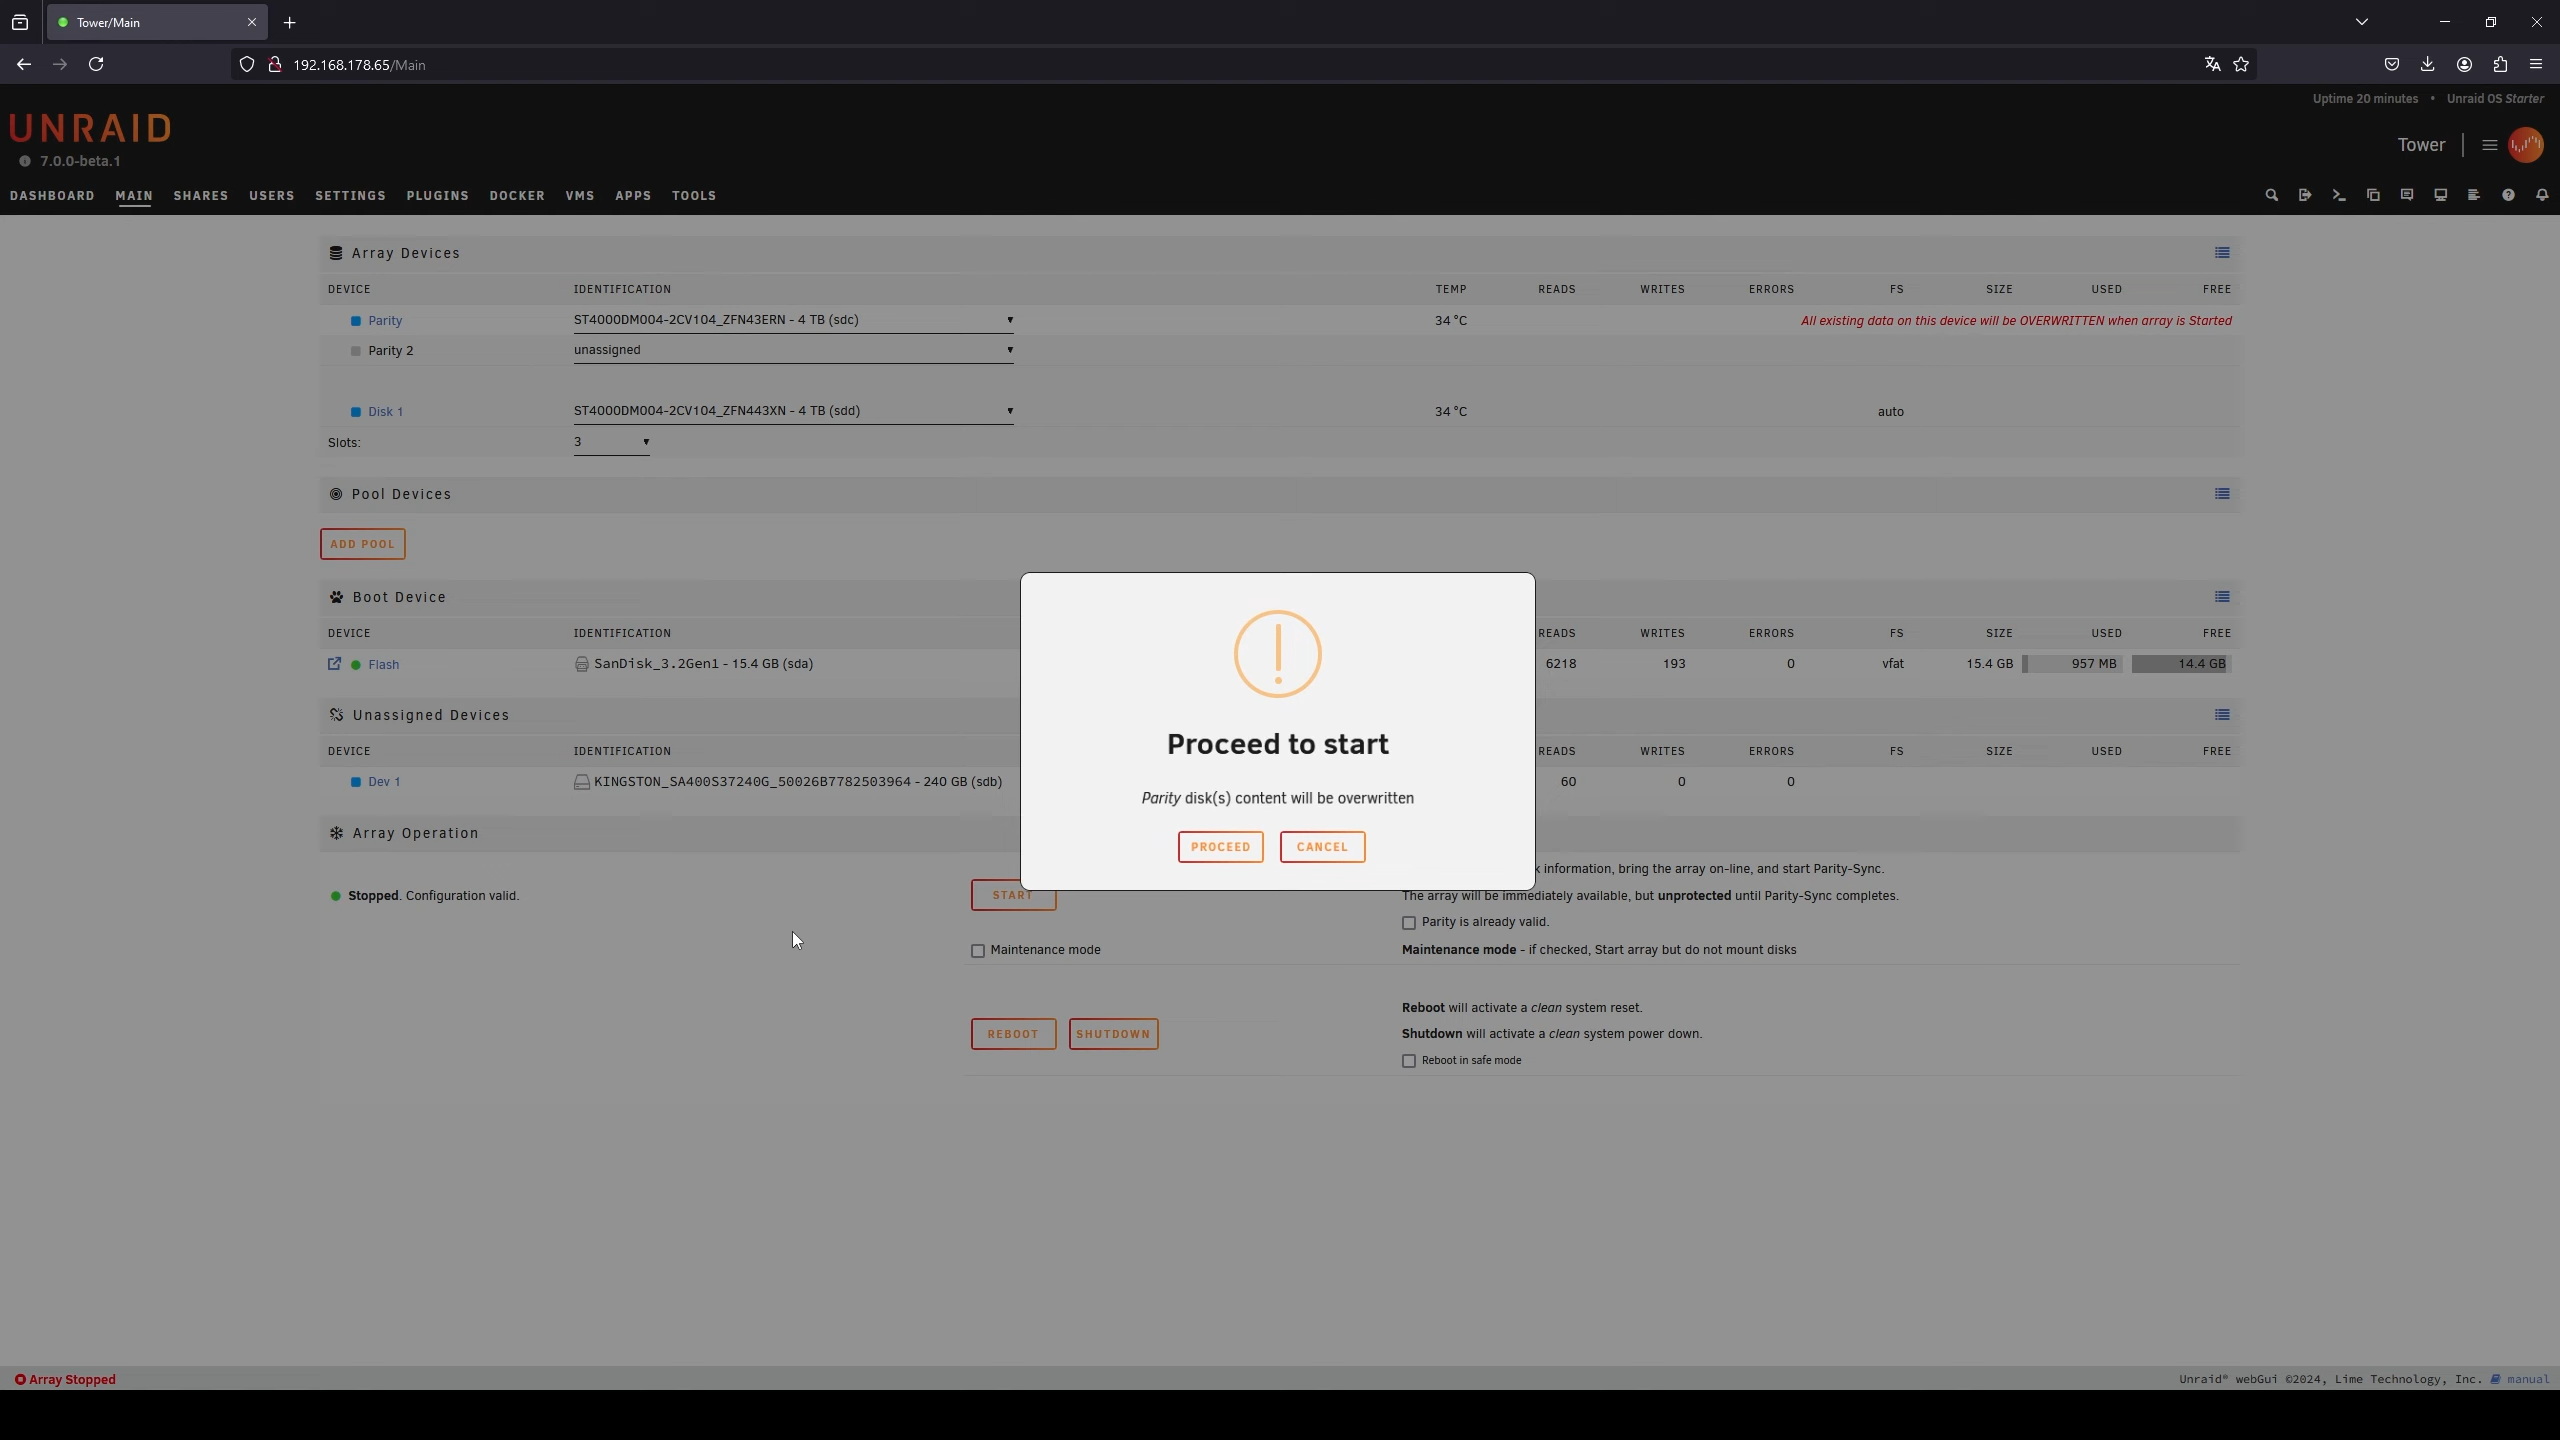 Tower/Main
192.168.178.65/Main
Uptime 20 minutes • Unraid OS Starter
UNRAID
7.0.0-beta.1
Tower
DASHBOARD MAIN SHARES USERS SETTINGS PLUGINS DOCKER VMS APPS TOOLS
Array Devices
DEVICE IDENTIFICATION TEMP READS WRITES ERRORS FS SIZE USED FREE
Parity ST4000DM004-2CV104_ZFN43ERN - 4 TB (sdc) 34 °C All existing data on this device will be OVERWRITTEN when array is Started
Parity 2 unassigned
Disk 1 ST4000DM004-2CV104_ZFN443XN - 4 TB (sdd) 34 °C auto
Slots: 3
Pool Devices
ADD POOL
Boot Device
DEVICE IDENTIFICATION READS WRITES ERRORS FS SIZE USED FREE
Flash SanDisk_3.2Gen1 - 15.4 GB (sda) 6218 193 0 vfat 15.4 GB 957 MB 14.4 GB
Unassigned Devices
DEVICE IDENTIFICATION READS WRITES ERRORS FS SIZE USED FREE
Dev 1 KINGSTON_SA400S37240G_50026B7782503964 - 240 GB (sdb) 60 0 0
Array Operation
Proceed to start
Parity disk(s) content will be overwritten
PROCEED CANCEL
information, bring the array on-line, and start Parity-Sync.
Stopped. Configuration valid. START The array will be immediately available, but unprotected until Parity-Sync completes.
Parity is already valid.
Maintenance mode Maintenance mode - if checked, Start array but do not mount disks
Reboot will activate a clean system reset.
REBOOT SHUTDOWN Shutdown will activate a clean system power down.
Reboot in safe mode
Array Stopped Unraid® webGui ©2024, Lime Technology, Inc. manual